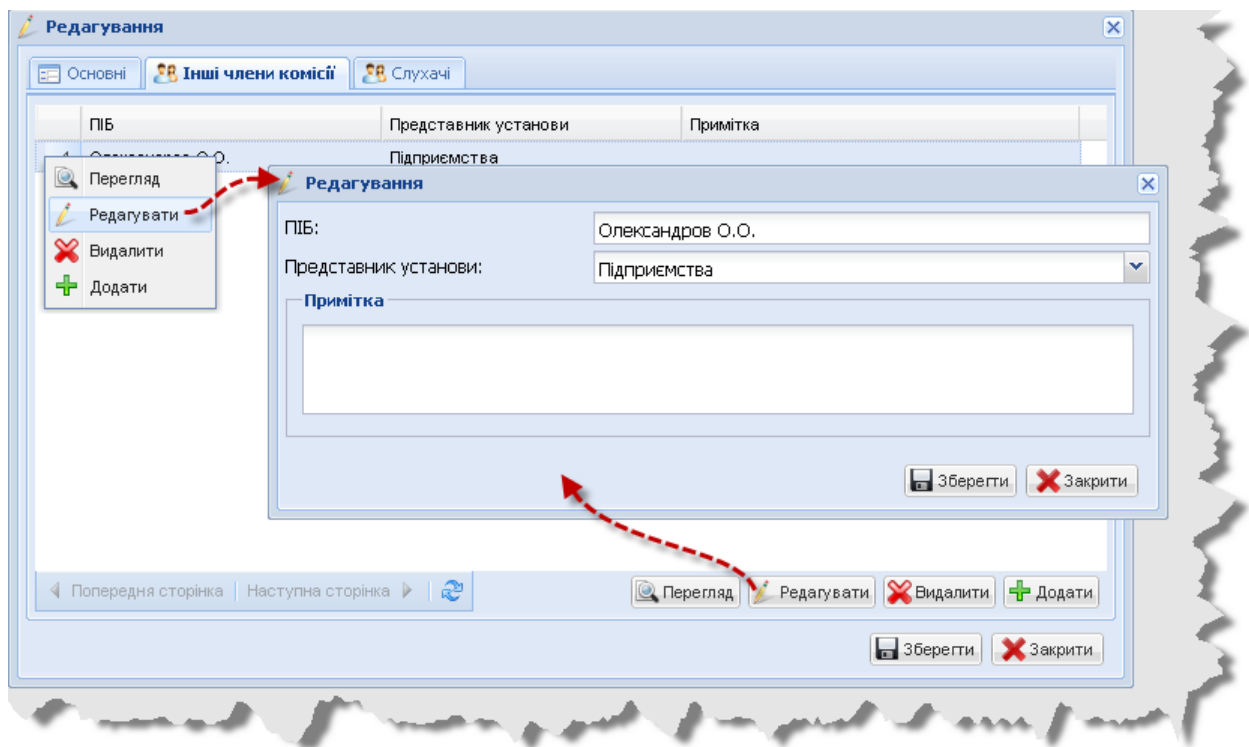 Редагування
Основні Інші члени комісії Слухачі
ПІБ Представник установи Примітка
О.О. Підприємства
Перегляд
Редагувати
Видалити
Додати
Редагування
ПІБ: Олександров О.О.
Представник установи: Підприємства
Примітка
Зберегти Закрити
Попередня сторінка Наступна сторінка
Перегляд Редагувати Видалити Додати
Зберегти Закрити